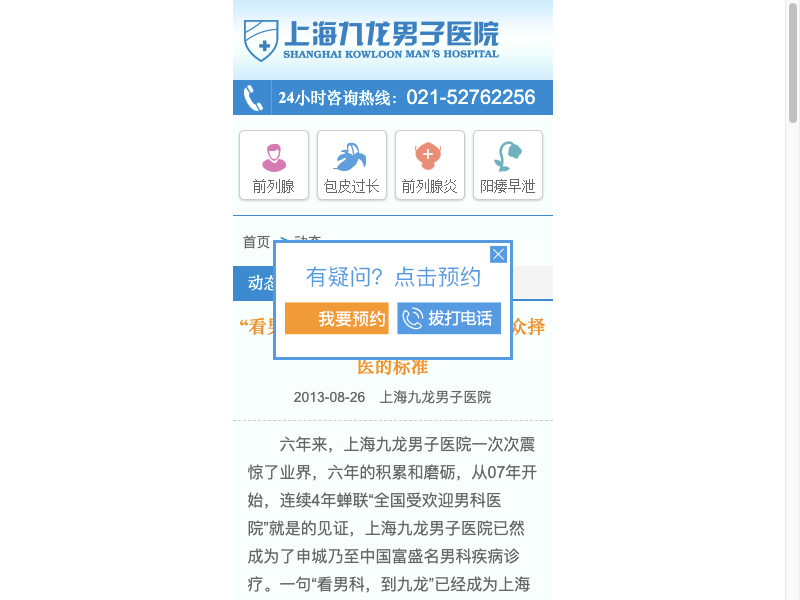 上海九龙男子医院
SHANGHAI KOWLOON MAN'S HOSPITAL
24小时咨询热线：021-52762256
前列腺 包皮过长 前列腺炎 阳痿早泄
首页 > 动态
动态
有疑问？点击预约
我要预约 拔打电话
“看男 众择
医的标准
2013-08-26 上海九龙男子医院
六年来，上海九龙男子医院一次次震
惊了业界，六年的积累和磨砺，从07年开
始，连续4年蝉联“全国受欢迎男科医
院”就是的见证，上海九龙男子医院已然
成为了申城乃至中国富盛名男科疾病诊
疗。一句“看男科，到九龙”已经成为上海